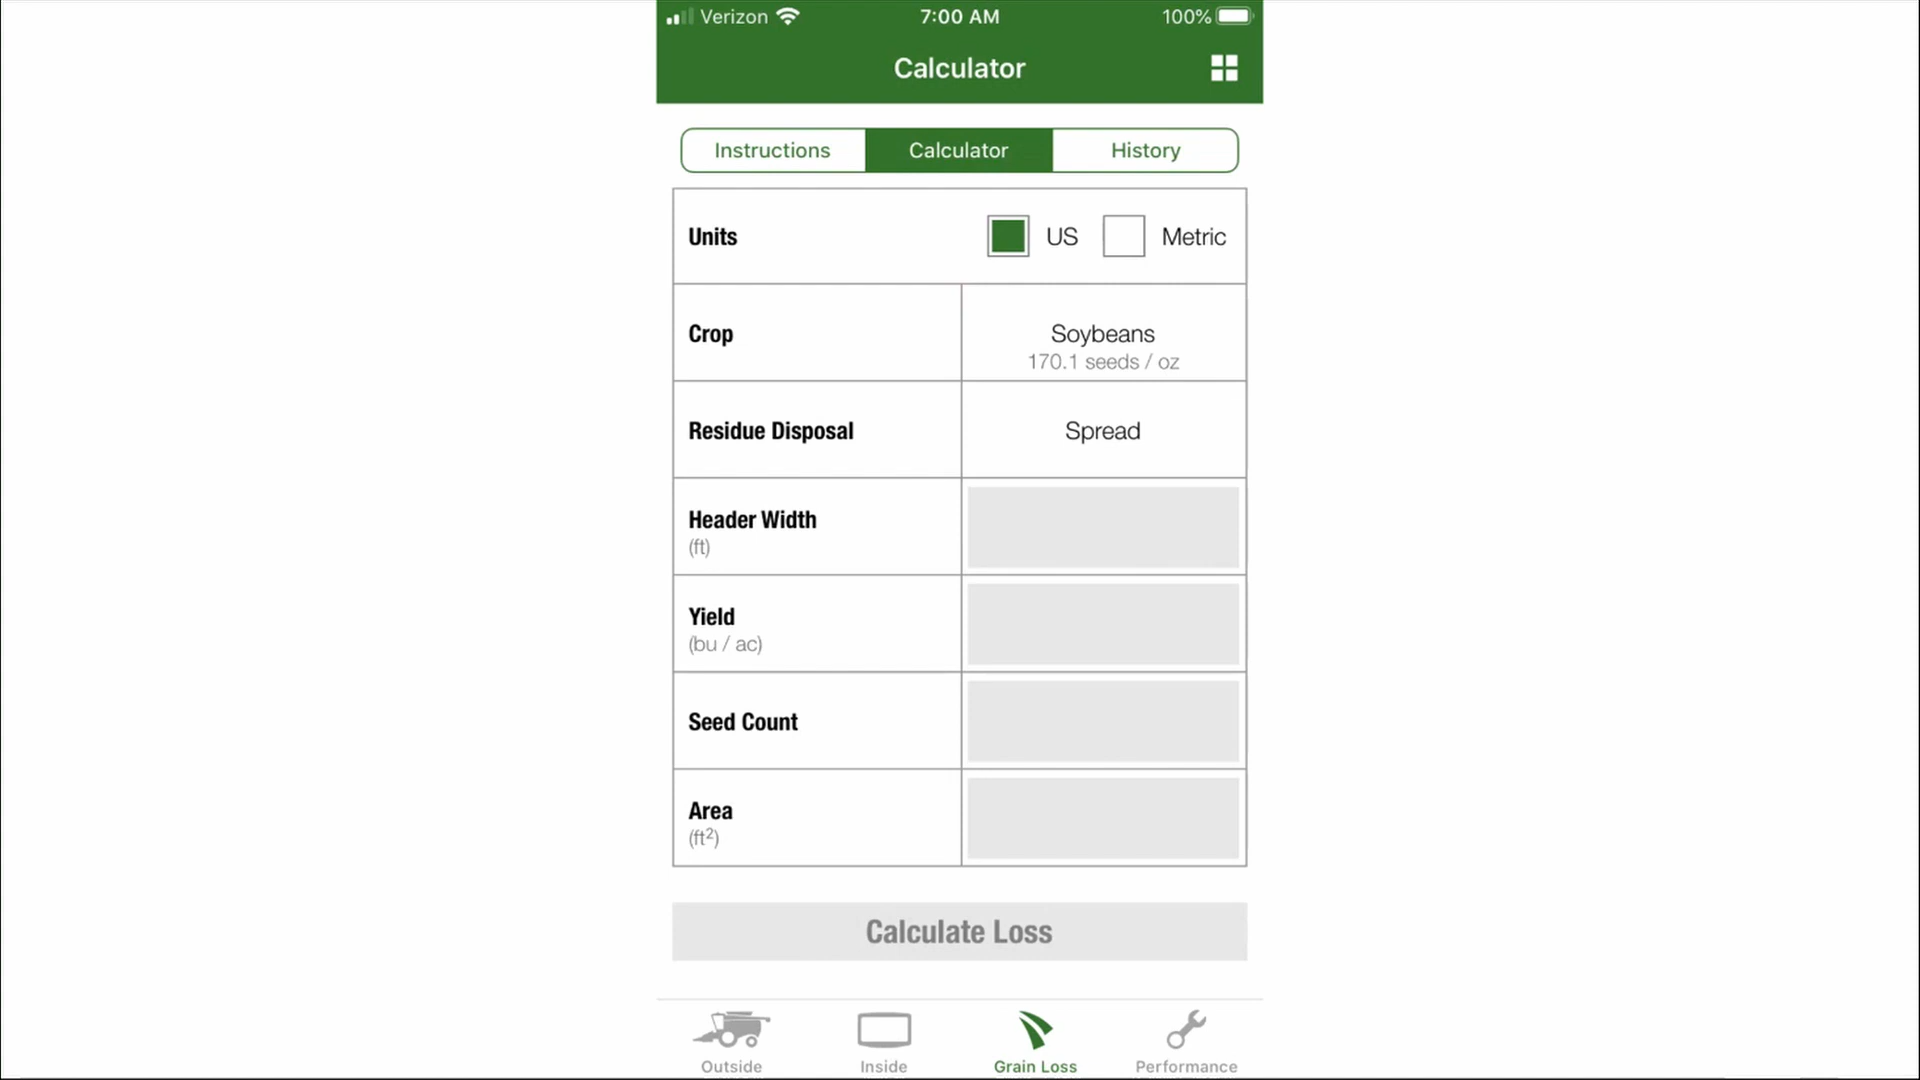 Verizon 7:00 AM 100%
Calculator
Instructions Calculator History
Units US Metric
Crop Soybeans
170.1 seeds / oz
Residue Disposal Spread
Header Width
(ft)
Yield
(bu / ac)
Seed Count
Area
(ft²)
Calculate Loss
Outside Inside Grain Loss Performance